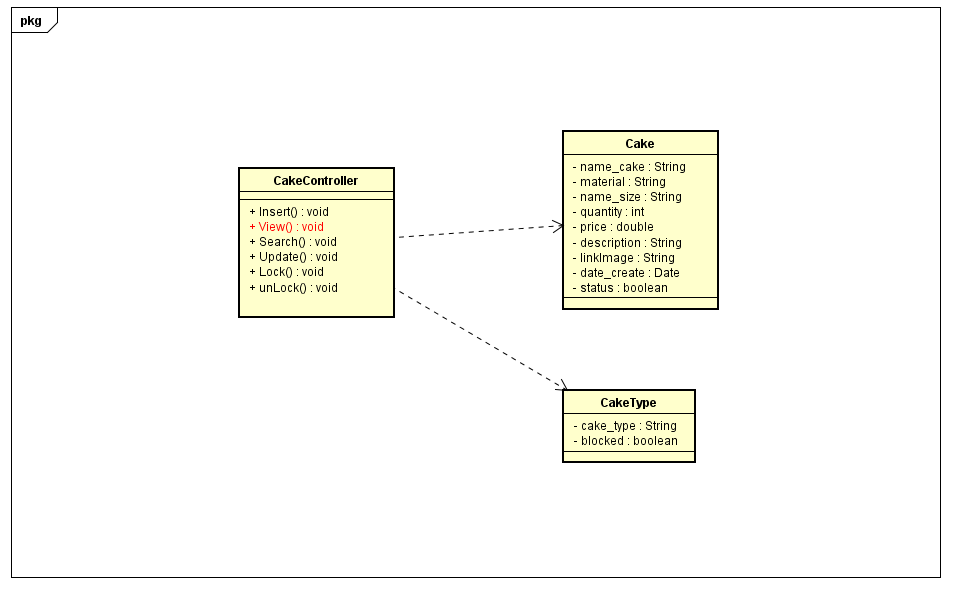 pkg
CakeController
+ Insert() : void
+ View() : void
+ Search() : void
+ Update() : void
+ Lock() : void
+ unLock() : void
Cake
- name_cake : String
- material : String
- name_size : String
- quantity : int
- price : double
- description : String
- linkImage : String
- date_create : Date
- status : boolean
CakeType
- cake_type : String
- blocked : boolean